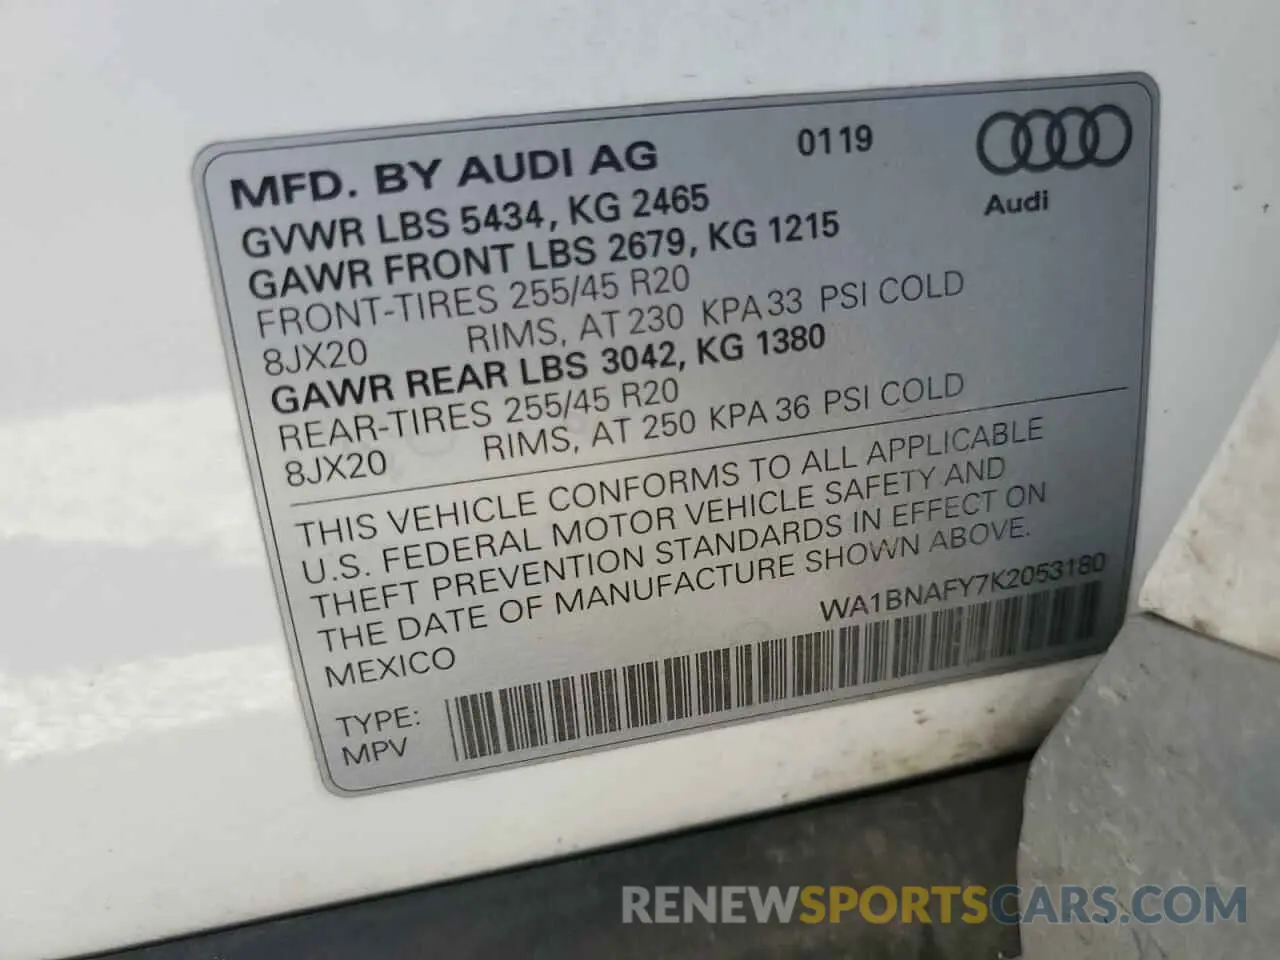 MFD. BY AUDI AG 0119
Audi
GVWR LBS 5434, KG 2465
GAWR FRONT LBS 2679, KG 1215
FRONT-TIRES 255/45 R20
8JX20 RIMS, AT 230 KPA 33 PSI COLD
GAWR REAR LBS 3042, KG 1380
REAR-TIRES 255/45 R20
8JX20 RIMS, AT 250 KPA 36 PSI COLD
THIS VEHICLE CONFORMS TO ALL APPLICABLE
U.S. FEDERAL MOTOR VEHICLE SAFETY AND
THEFT PREVENTION STANDARDS IN EFFECT ON
THE DATE OF MANUFACTURE SHOWN ABOVE.
MEXICO WA1BNAFY7K2053180
TYPE:
MPV
RENEWSPORTSCARS.COM